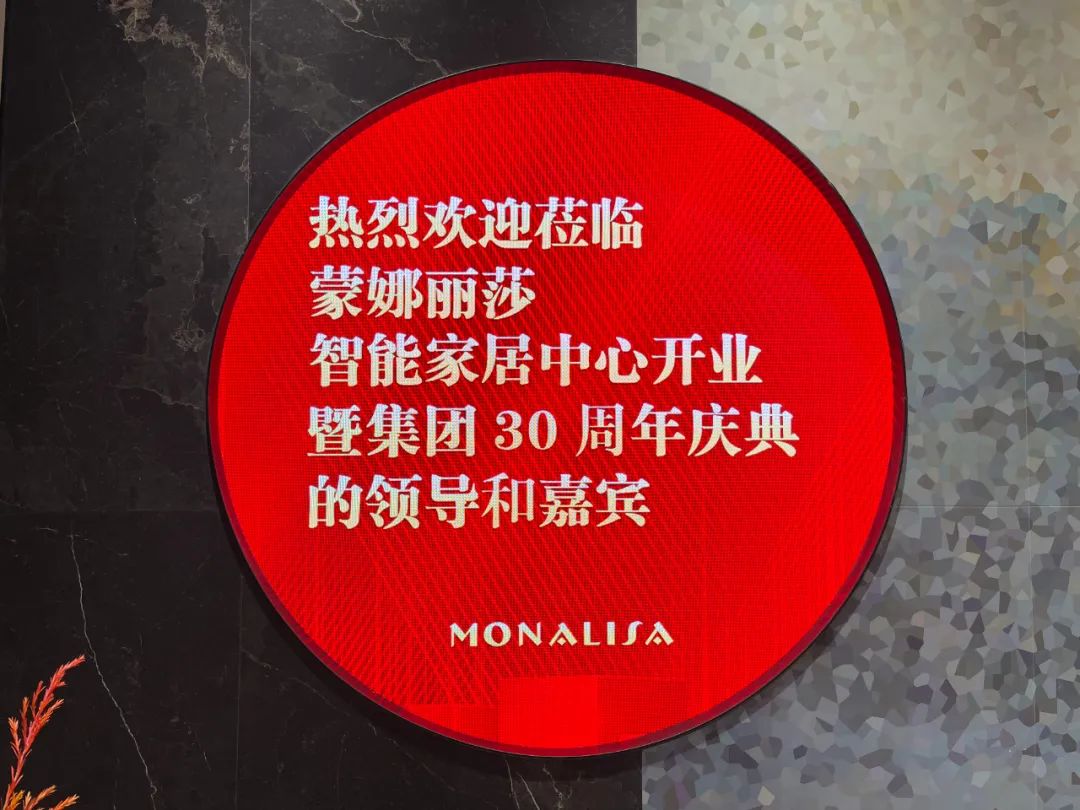 热烈欢迎莅临
蒙娜丽莎
智能家居中心开业
暨集团 30 周年庆典
的领导和嘉宾
MONALISA